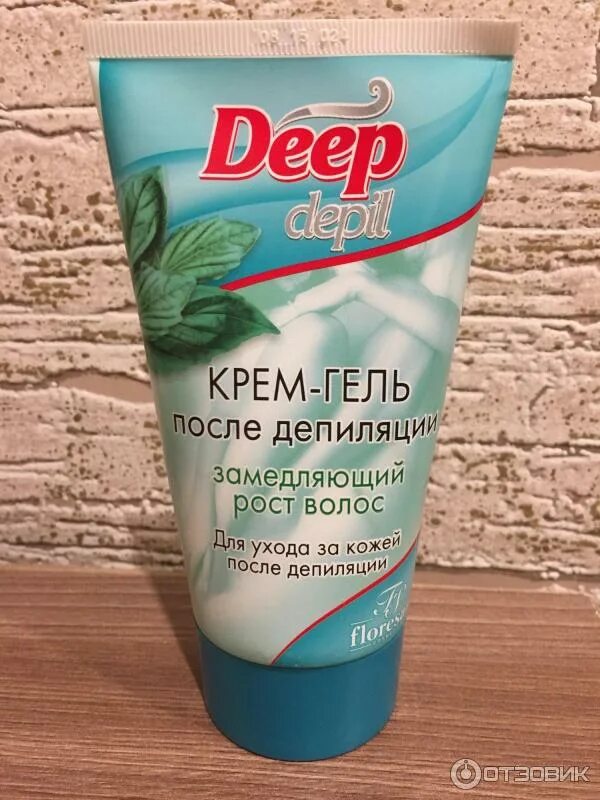 Deep
depil
КРЕМ-ГЕЛЬ
после депиляции
замедляющий
рост волос
Для ухода за кожей
после депиляции
ОТЗОВИК